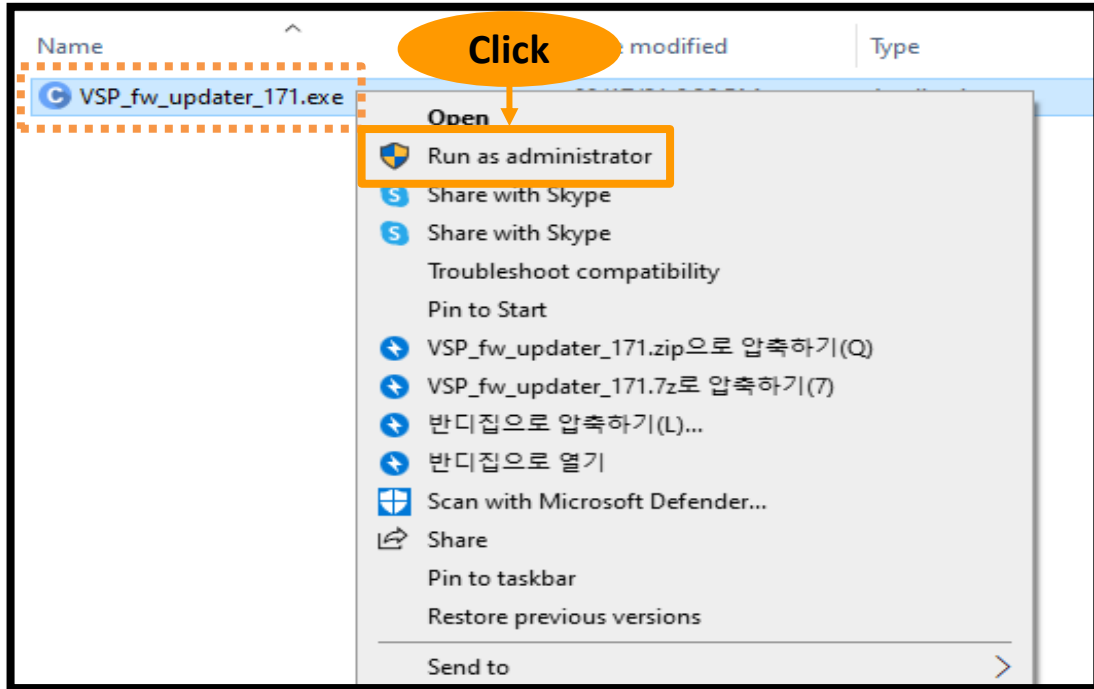 Name
Click
modified
Type
VSP_fw_updater_171.exe
Open
Run as administrator
Share with Skype
Share with Skype
Troubleshoot compatibility
Pin to Start
VSP_fw_updater_171.zip으로 압축하기(Q)
VSP_fw_updater_171.7z로 압축하기(7)
반디집으로 압축하기(L)...
반디집으로 열기
Scan with Microsoft Defender...
Share
Pin to taskbar
Restore previous versions
Send to